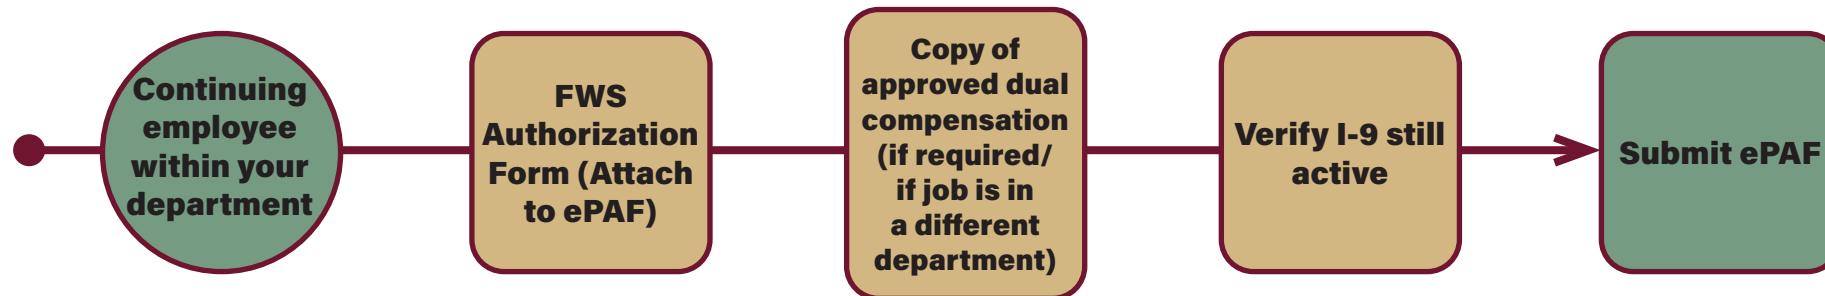 Continuing
employee
within your
department
FWS
Authorization
Form (Attach
to ePAF)
Copy of
approved dual
compensation
(if required/
if job is in
a different
department)
Verify I-9 still
active
Submit ePAF